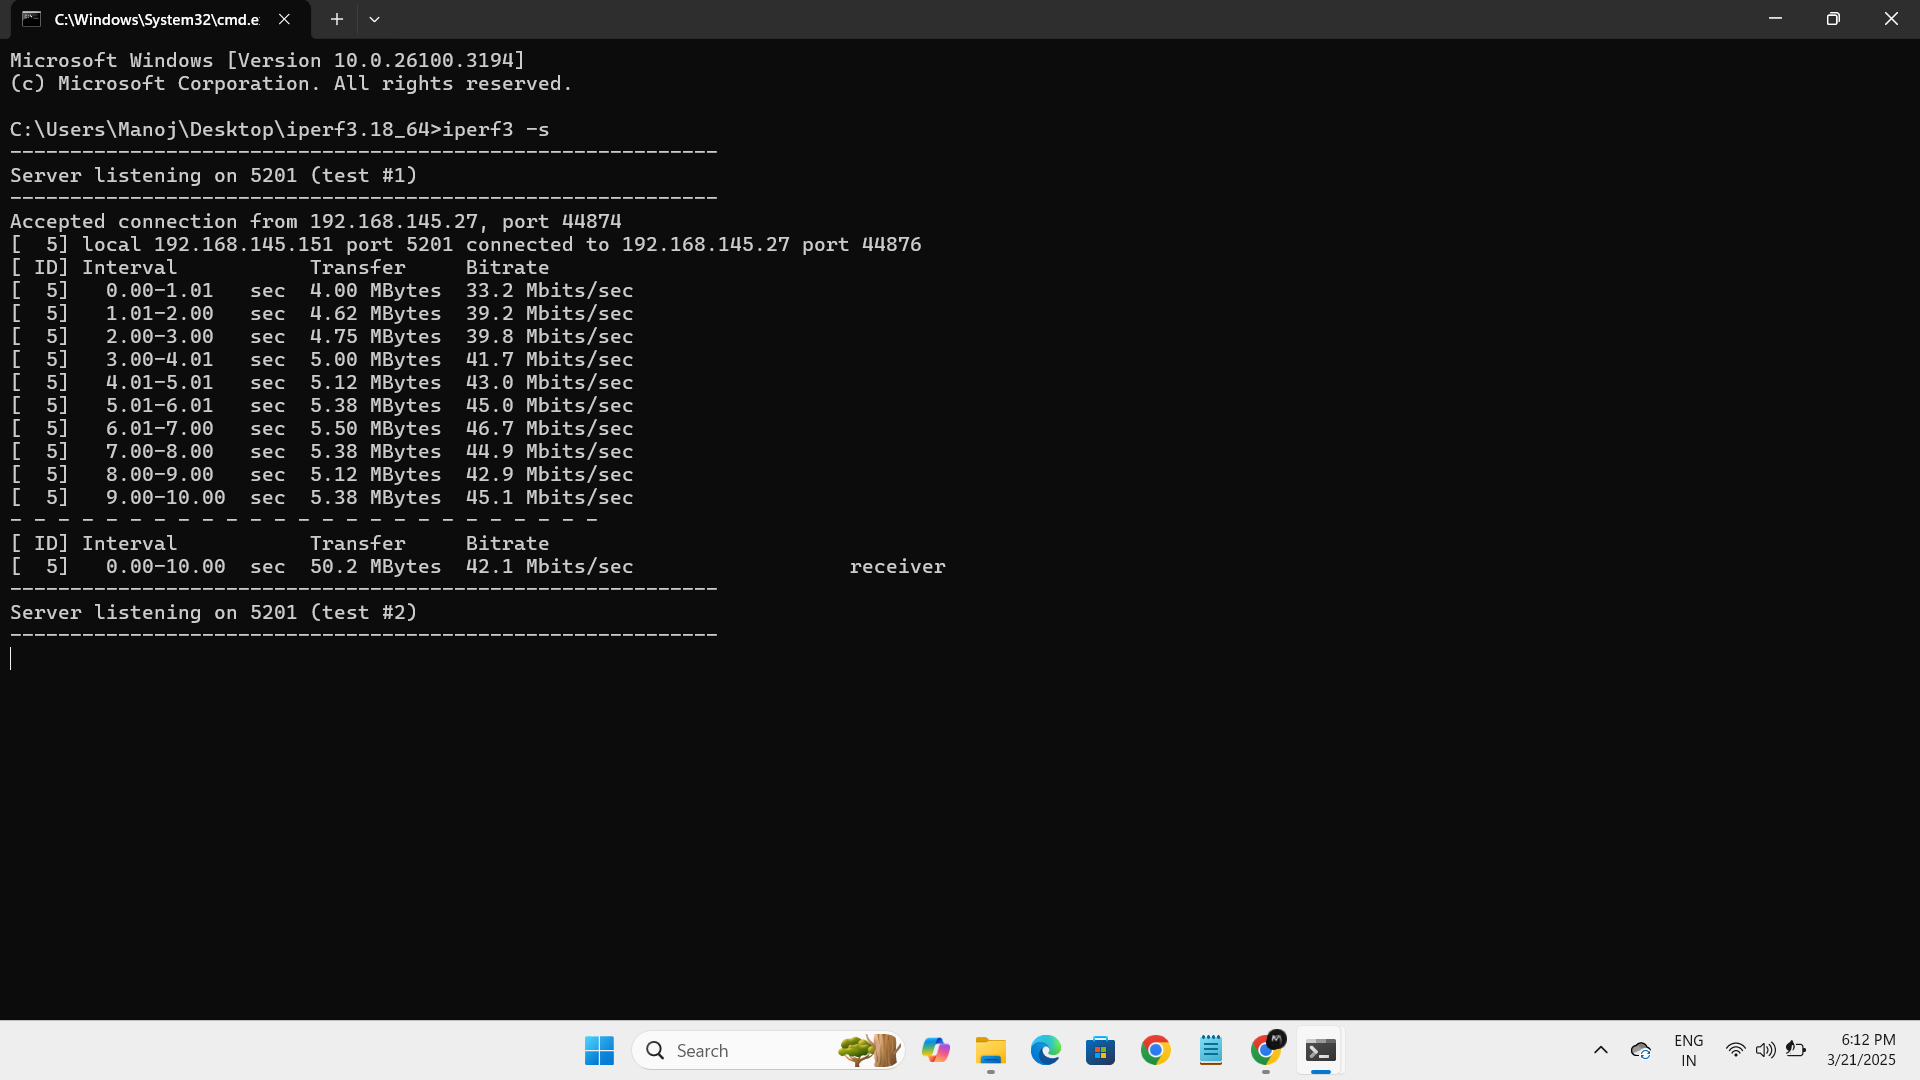 C:\Windows\System32\cmd.e
Microsoft Windows [Version 10.0.26100.3194]
(c) Microsoft Corporation. All rights reserved.
C:\Users\Manoj\Desktop\iperf3.18_64>iperf3 -s
-----------------------------------------------------------
Server listening on 5201 (test #1)
-----------------------------------------------------------
Accepted connection from 192.168.145.27, port 44874
[  5] local 192.168.145.151 port 5201 connected to 192.168.145.27 port 44876
[ ID] Interval           Transfer     Bitrate
[  5]   0.00-1.01   sec  4.00 MBytes  33.2 Mbits/sec
[  5]   1.01-2.00   sec  4.62 MBytes  39.2 Mbits/sec
[  5]   2.00-3.00   sec  4.75 MBytes  39.8 Mbits/sec
[  5]   3.00-4.01   sec  5.00 MBytes  41.7 Mbits/sec
[  5]   4.01-5.01   sec  5.12 MBytes  43.0 Mbits/sec
[  5]   5.01-6.01   sec  5.38 MBytes  45.0 Mbits/sec
[  5]   6.01-7.00   sec  5.50 MBytes  46.7 Mbits/sec
[  5]   7.00-8.00   sec  5.38 MBytes  44.9 Mbits/sec
[  5]   8.00-9.00   sec  5.12 MBytes  42.9 Mbits/sec
[  5]   9.00-10.00  sec  5.38 MBytes  45.1 Mbits/sec
- - - - - - - - - - - - - - - - - - - - - - - - -
[ ID] Interval           Transfer     Bitrate
[  5]   0.00-10.00  sec  50.2 MBytes  42.1 Mbits/sec                  receiver
-----------------------------------------------------------
Server listening on 5201 (test #2)
-----------------------------------------------------------
Search
ENG
IN
6:12 PM
3/21/2025